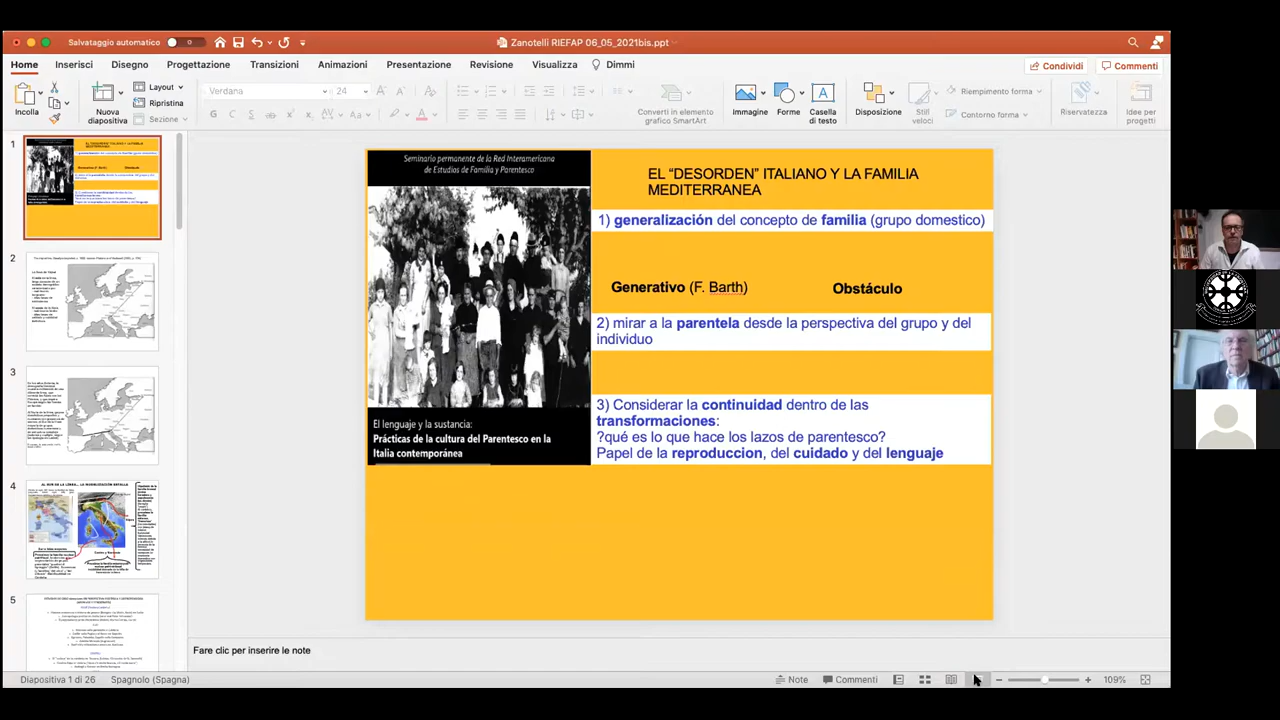 Salvataggio automatico
0
Zanotelli RIEFAP 06_05_2021bis.ppt
Home
Inserisci
Disegno
Progettazione
Transizioni
Animazioni
Presentazione
Revisione
Visualizza
Dimmi
Condividi
Commenti
Incolla
Nuova
diapositiva
Layout
Ripristina
Sezione
Verdana
24
Converti in elemento
grafico SmartArt
Immagine
Forme
Casella
di testo
Disposizione
Stili
veloci
Riempimento forma
Contorno forma
Riservatezza
Idee per
progetti
1
2
3
4
5
Seminario permanente de la Red Interamericana
de Estudios de Familia y Parentesco
El lenguaje y la sustancia:
Prácticas de la cultura del Parentesco en la
Italia contemporánea
EL “DESORDEN” ITALIANO Y LA FAMILIA
MEDITERRANEA
1) generalización del concepto de familia (grupo domestico)
Generativo (F. Barth)
Obstáculo
2) mirar a la parentela desde la perspectiva del grupo y del
individuo
3) Considerar la continuidad dentro de las
transformaciones:
?qué es lo que hace los lazos de parentesco?
Papel de la reproduccion, del cuidado y del lenguaje
Fare clic per inserire le note
Diapositiva 1 di 26
Spagnolo (Spagna)
Note
Commenti
109%